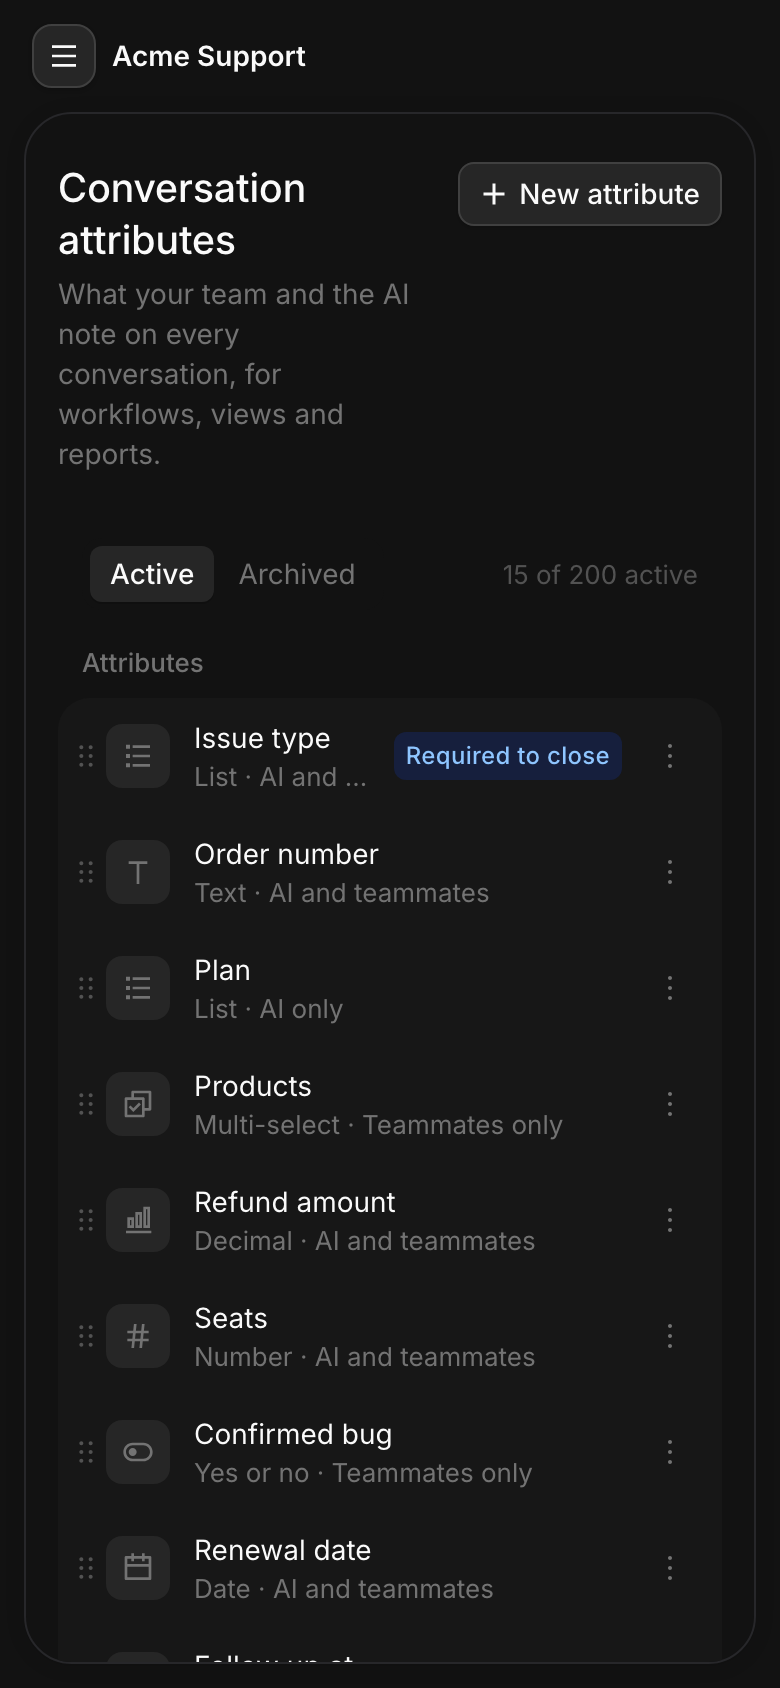 Acme Support
Conversation
attributes
New attribute
What your team and the AI
note on every
conversation, for
workflows, views and
reports.
Active
Archived
15 of 200 active
Attributes
Issue type
List · AI and ...
Required to close
Order number
Text · AI and teammates
Plan
List · AI only
Products
Multi-select · Teammates only
Refund amount
Decimal · AI and teammates
Seats
Number · AI and teammates
Confirmed bug
Yes or no · Teammates only
Renewal date
Date · AI and teammates
Follow up at